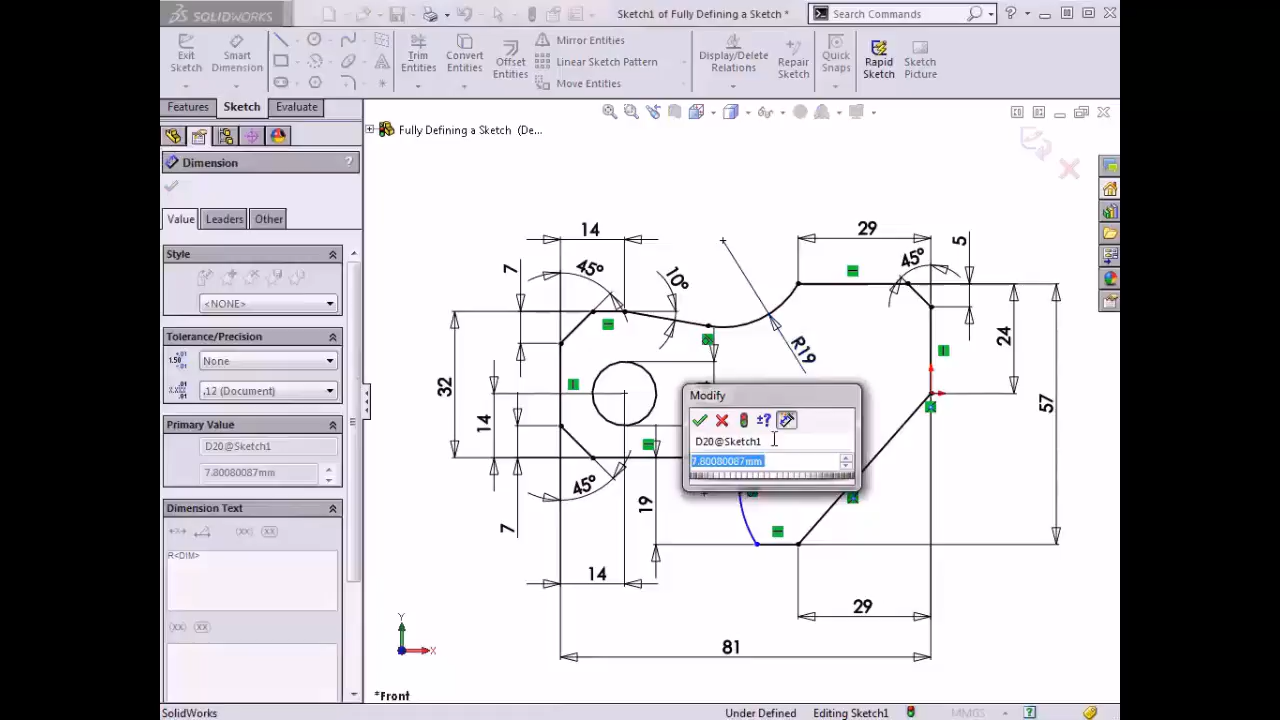 SOLIDWORKS
Sketch1 of Fully Defining a Sketch *
Search Commands
?
Exit Sketch
Smart Dimension
Trim Entities
Convert Entities
Offset Entities
Mirror Entities
Linear Sketch Pattern
Move Entities
Display/Delete Relations
Repair Sketch
Quick Snaps
Rapid Sketch
Sketch Picture
Features
Sketch
Evaluate
Fully Defining a Sketch (De...
Dimension
?
Value
Leaders
Other
Style
<NONE>
Tolerance/Precision
None
.12 (Document)
Primary Value
D20@Sketch1
7.80080087mm
Dimension Text
R<DIM>
14
29
5
7
45°
10°
45°
32
R19
24
57
14
45°
7
19
14
29
81
Modify
D20@Sketch1
7.80080087mm
Y
X
*Front
SolidWorks
Under Defined
Editing Sketch1
MMGS
?